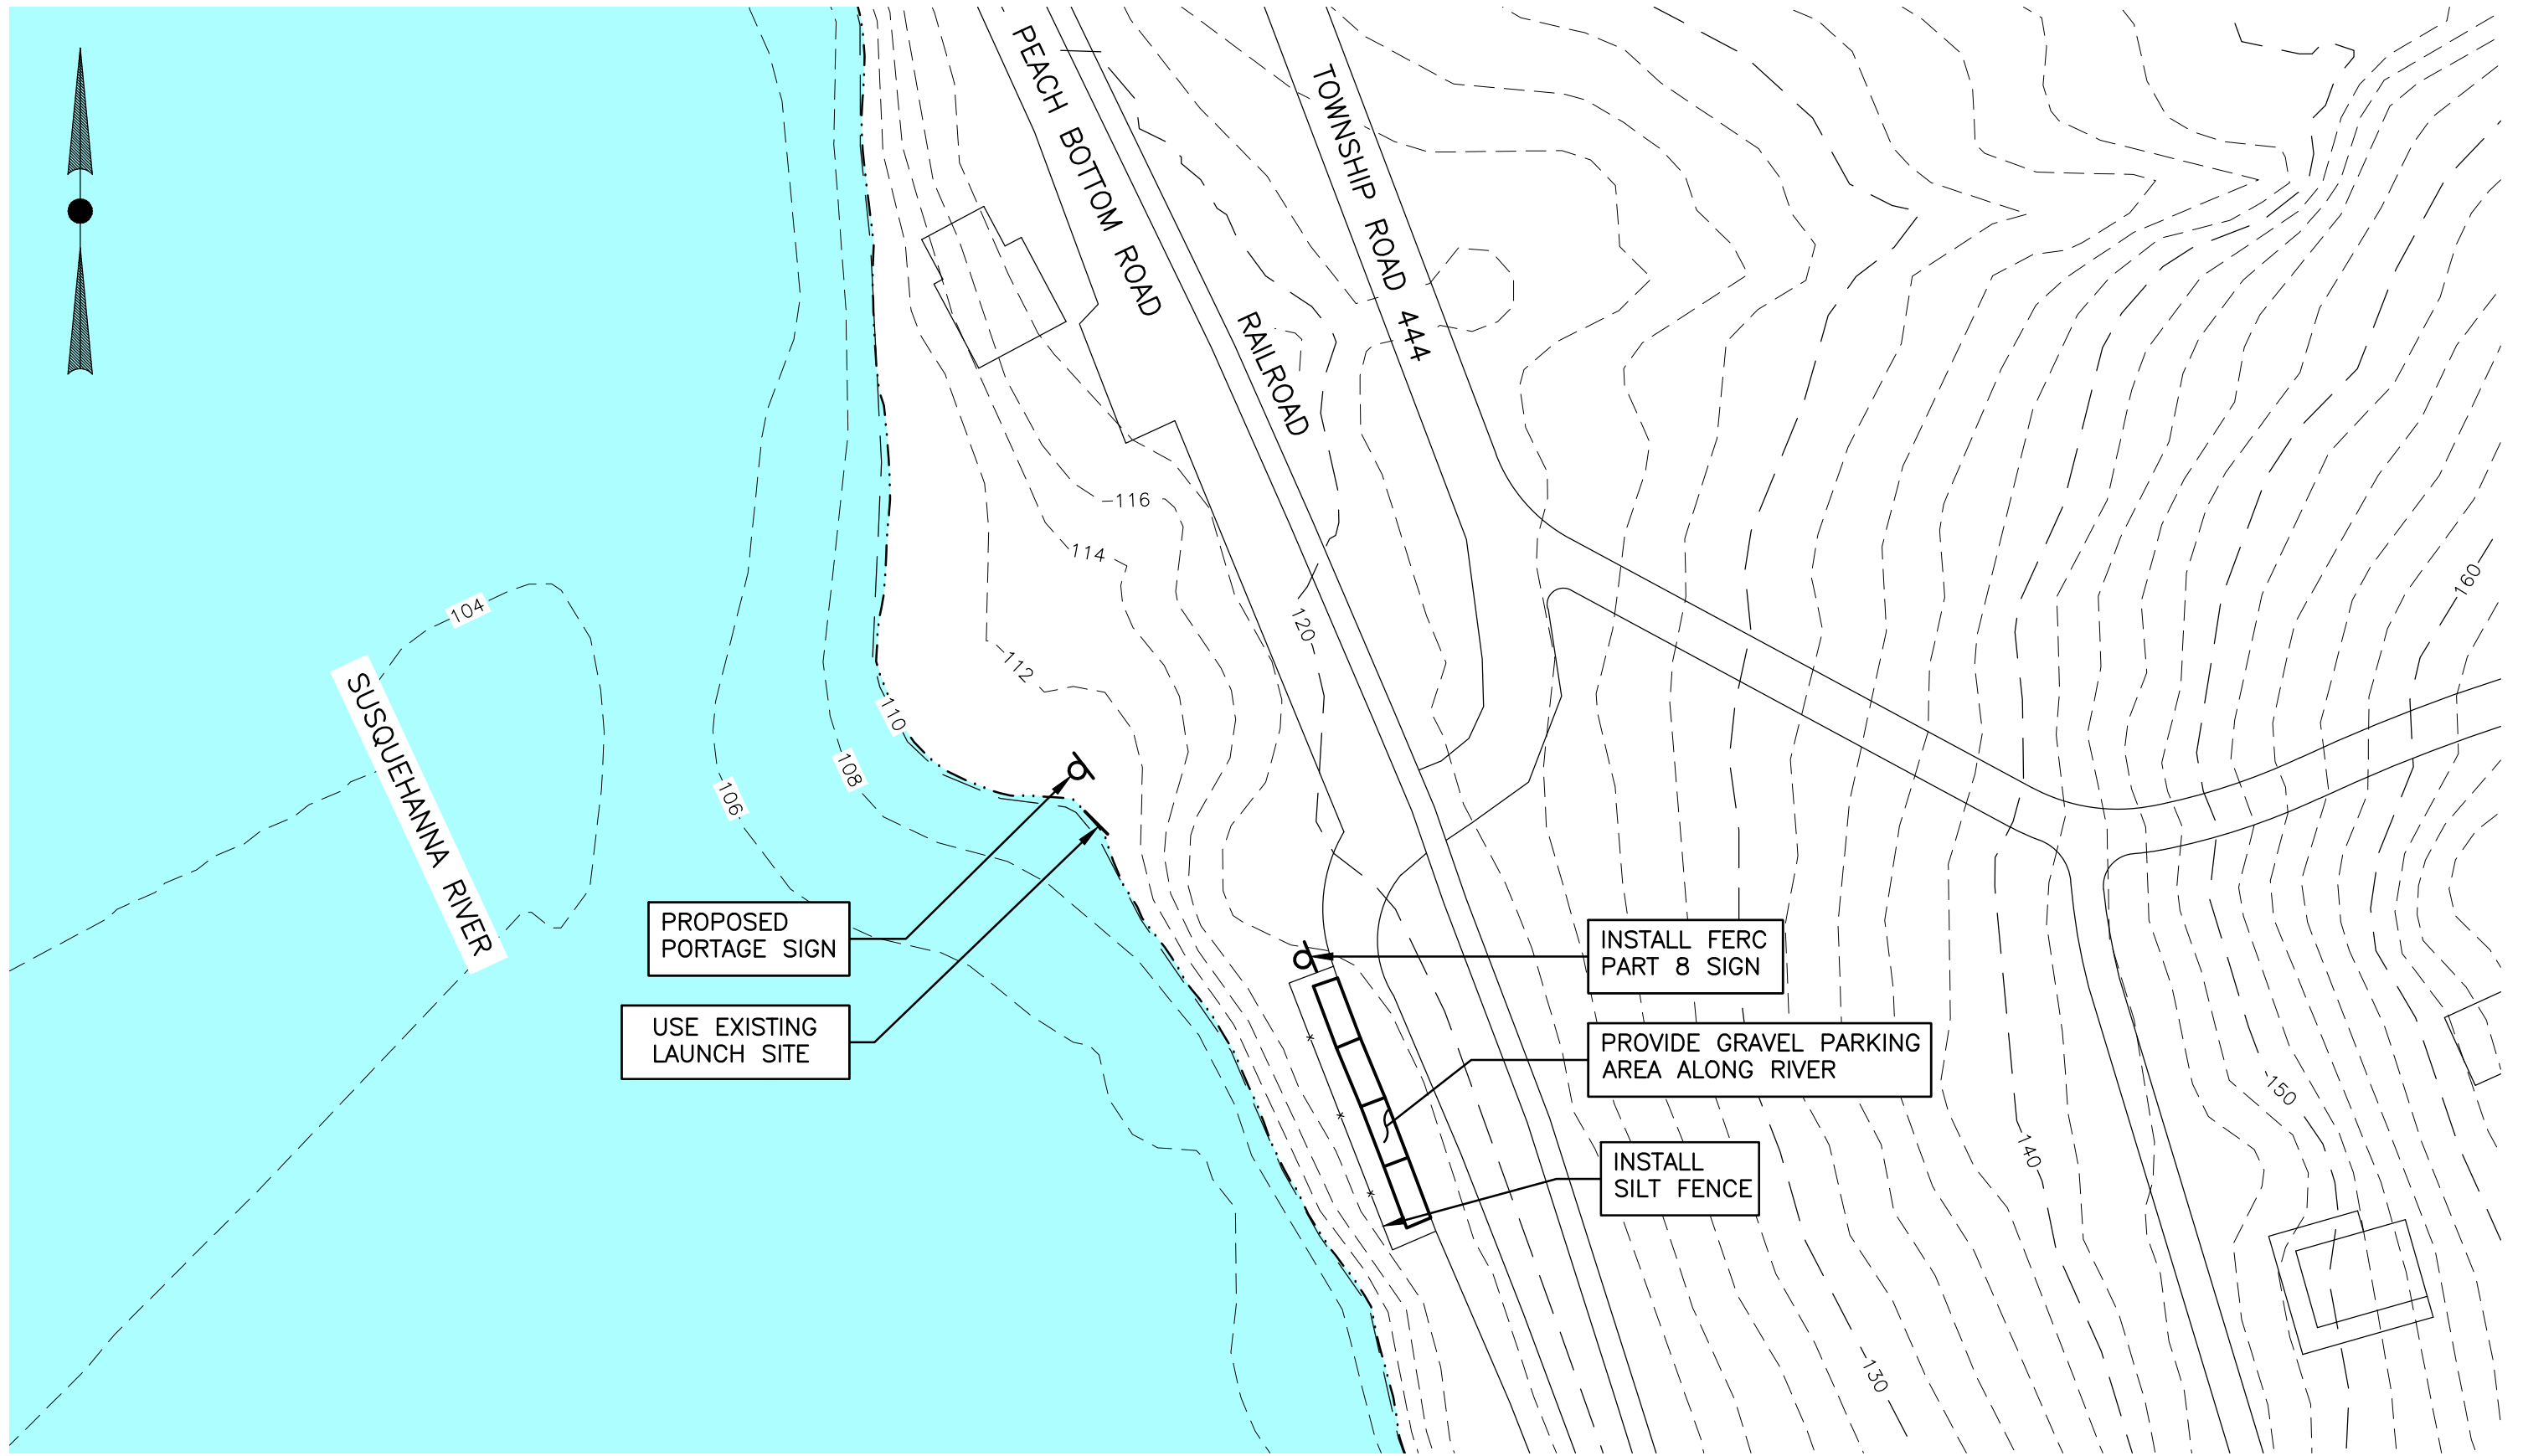 PEACH BOTTOM ROAD
TOWNSHIP ROAD 444
RAILROAD
116
114
160
104
120
112
SUSQUEHANNA RIVER
110
108
106
PROPOSED
PORTAGE SIGN
INSTALL FERC
PART 8 SIGN
USE EXISTING
LAUNCH SITE
PROVIDE GRAVEL PARKING
AREA ALONG RIVER
150
140
INSTALL
SILT FENCE
130